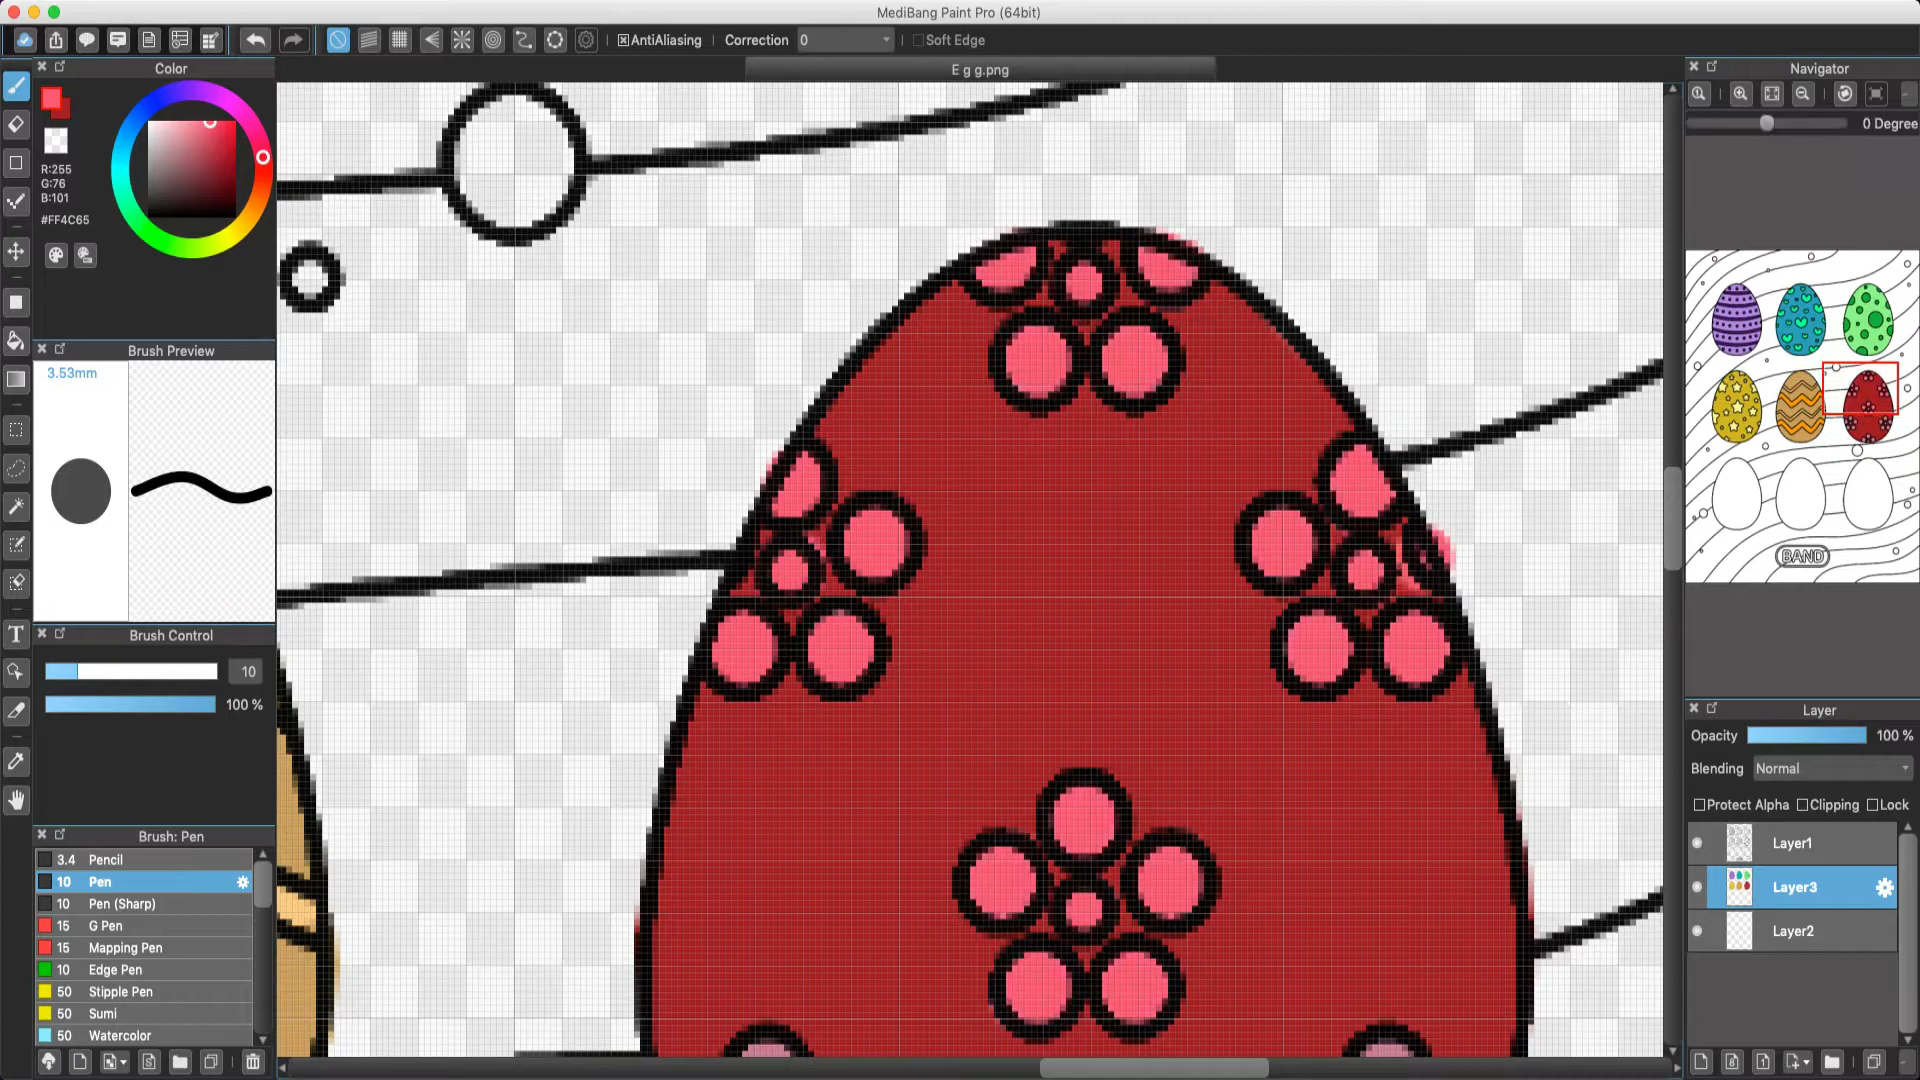 MediBang Paint Pro (64bit)
AntiAliasing
Correction
0
Soft Edge
Color
E g g.png
Navigator
0 Degree
R:255
G:76
B:101
#FF4C65
Brush Preview
3.53mm
BAND
Brush Control
10
100 %
T
Layer
Opacity
100 %
Blending
Normal
Protect Alpha
Clipping
Lock
Brush: Pen
3.4 Pencil
10 Pen
10 Pen (Sharp)
15 G Pen
15 Mapping Pen
10 Edge Pen
50 Stipple Pen
50 Sumi
50 Watercolor
Layer1
Layer3
Layer2